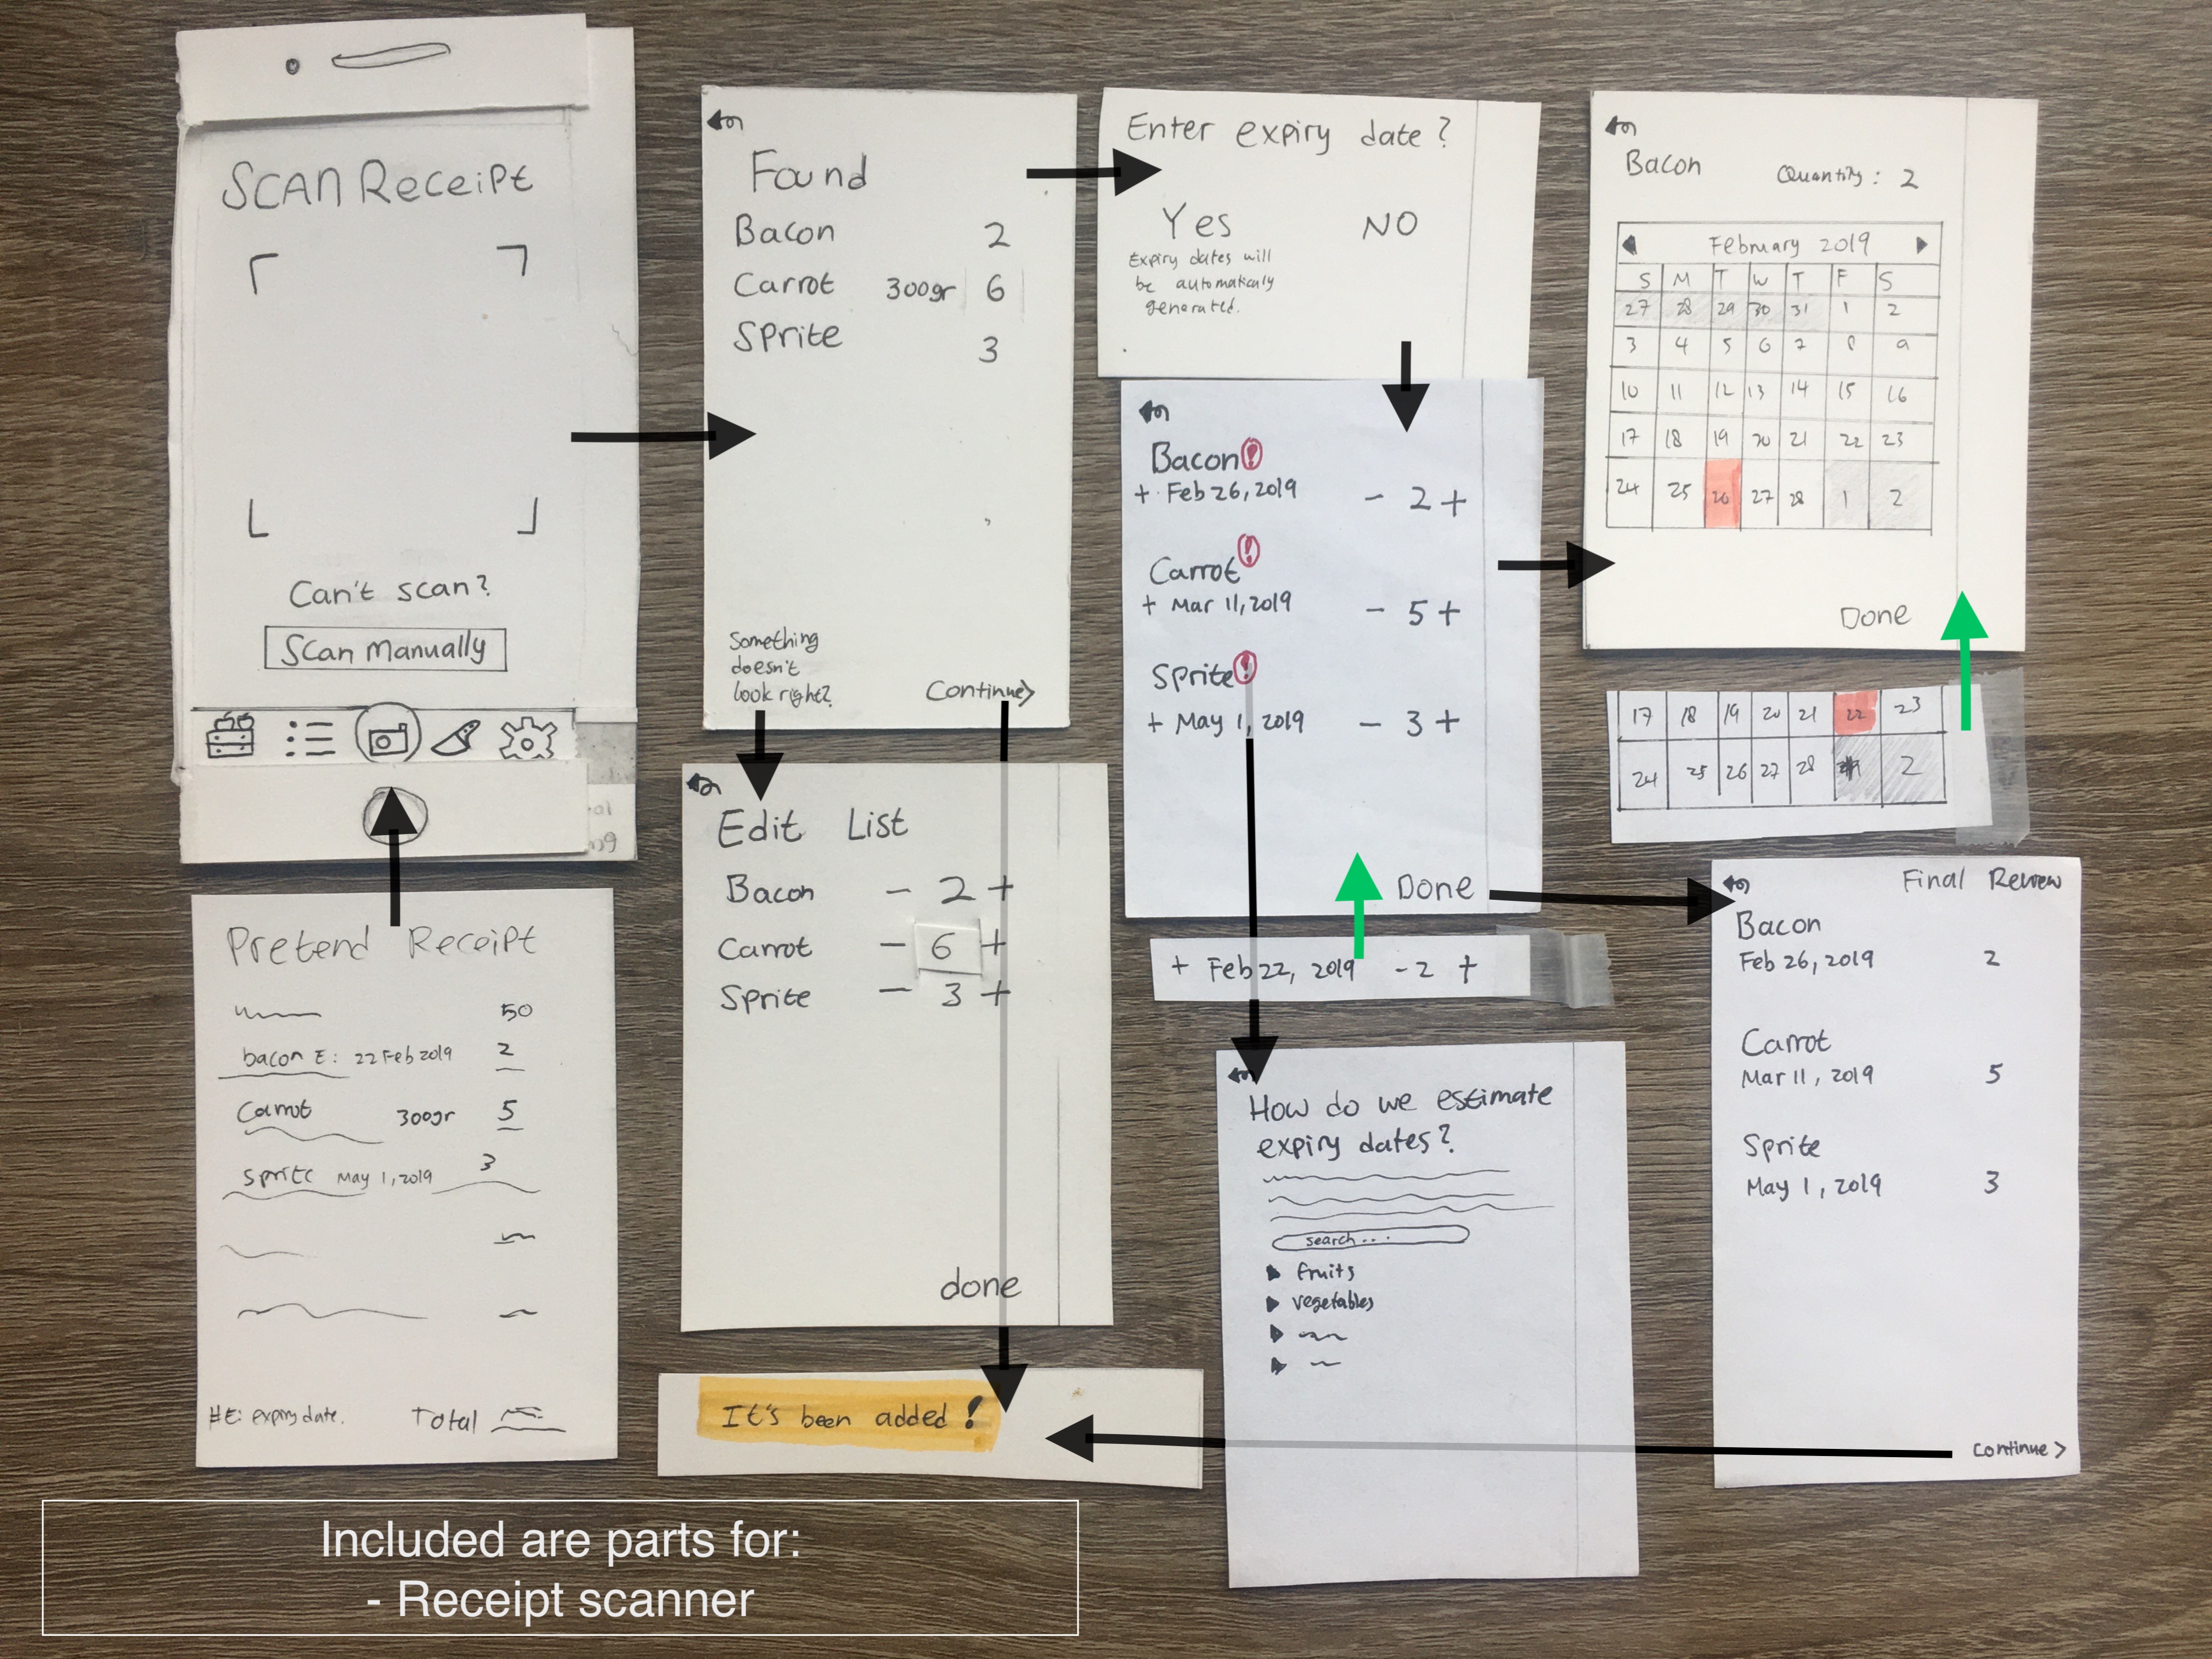 SCAN Receipt
Can't scan?
Scan Manually
Pretend Receipt
50
bacon E: 22 Feb 2019 2
Carrot 300gr 5
Sprite May 1, 2019 3
#E: expiry date. Total
Found
Bacon 2
Carrot 300gr 6
Sprite 3
Something
doesn't
look right?
Continue>
Edit List
Bacon - 2 +
Carrot - 6 +
Sprite - 3 +
done
It's been added!
Enter expiry date?
Yes NO
Expiry dates will
be automaticaly
generated.
Bacon!
+ Feb 26, 2019 - 2 +
Carrot!
+ Mar 11, 2019 - 5 +
Sprite!
+ May 1, 2019 - 3 +
Done
+ Feb 22, 2019 - 2 +
How do we estimate
expiry dates?
search...
fruits
vegetables
Bacon Quantity: 2
February 2019
S M T W T F S
27 28 29 30 31 1 2
3 4 5 6 7 8 9
10 11 12 13 14 15 16
17 18 19 20 21 22 23
24 25 26 27 28 1 2
Done
17 18 19 20 21 22 23
24 25 26 27 28 2
Final Review
Bacon
Feb 26, 2019 2
Carrot
Mar 11, 2019 5
Sprite
May 1, 2019 3
Continue >
Included are parts for:
- Receipt scanner